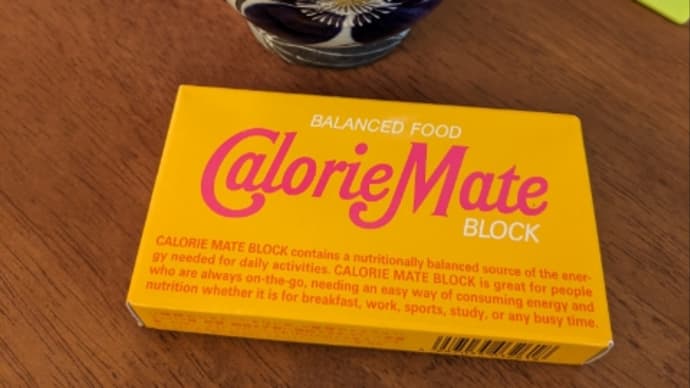 BALANCED FOOD
CalorieMate
BLOCK
CALORIE MATE BLOCK contains a nutritionally balanced source of the ener-
gy needed for daily activities. CALORIE MATE BLOCK is great for people
who are always on-the-go, needing an easy way of consuming energy and
nutrition whether it is for breakfast, work, sports, study, or any busy time.